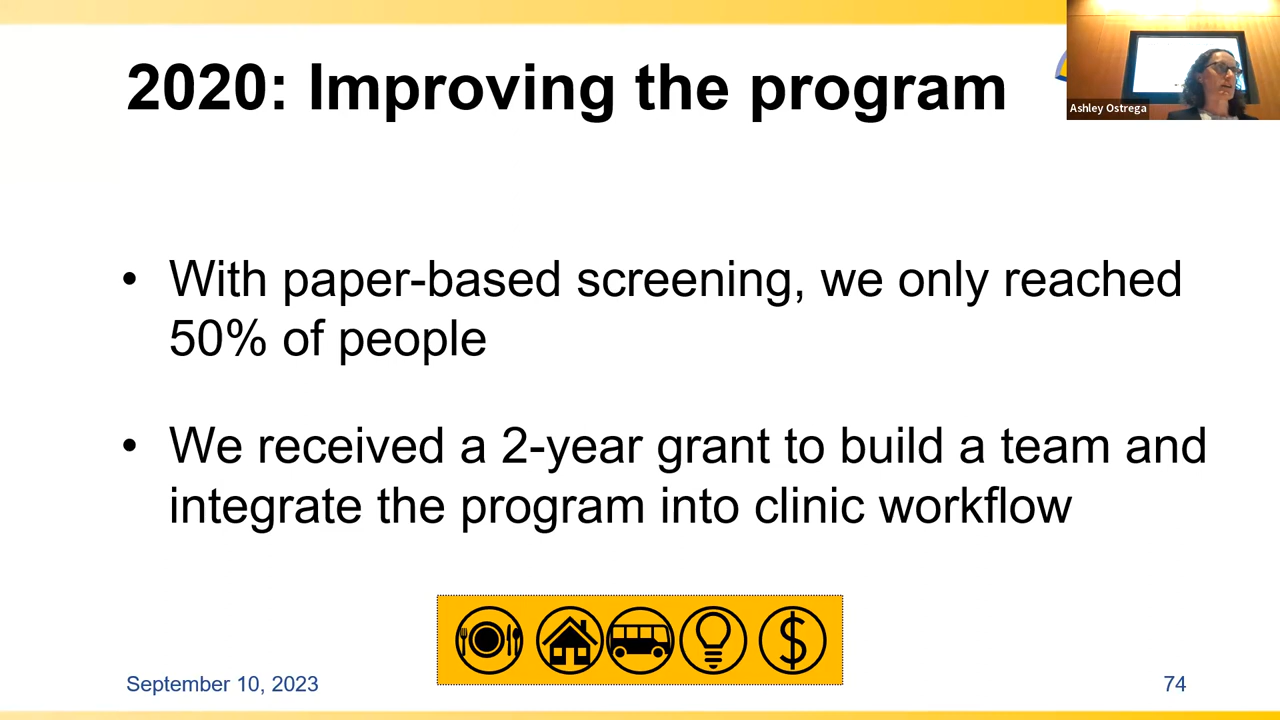 2020: Improving the program
Ashley Ostrega
• With paper-based screening, we only reached
50% of people
• We received a 2-year grant to build a team and
integrate the program into clinic workflow
$
September 10, 2023
74